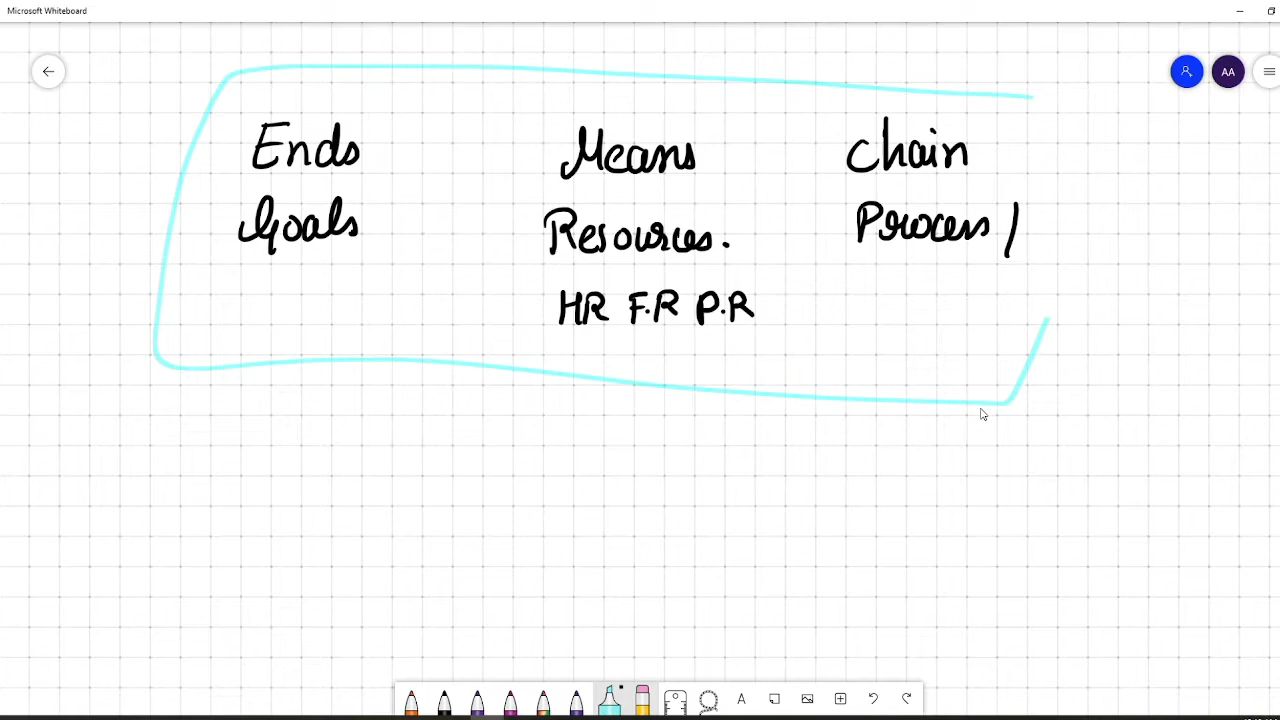 Microsoft Whiteboard
AA
Ends Means Chain
Goals Resources. Process /
HR F.R P.R
A